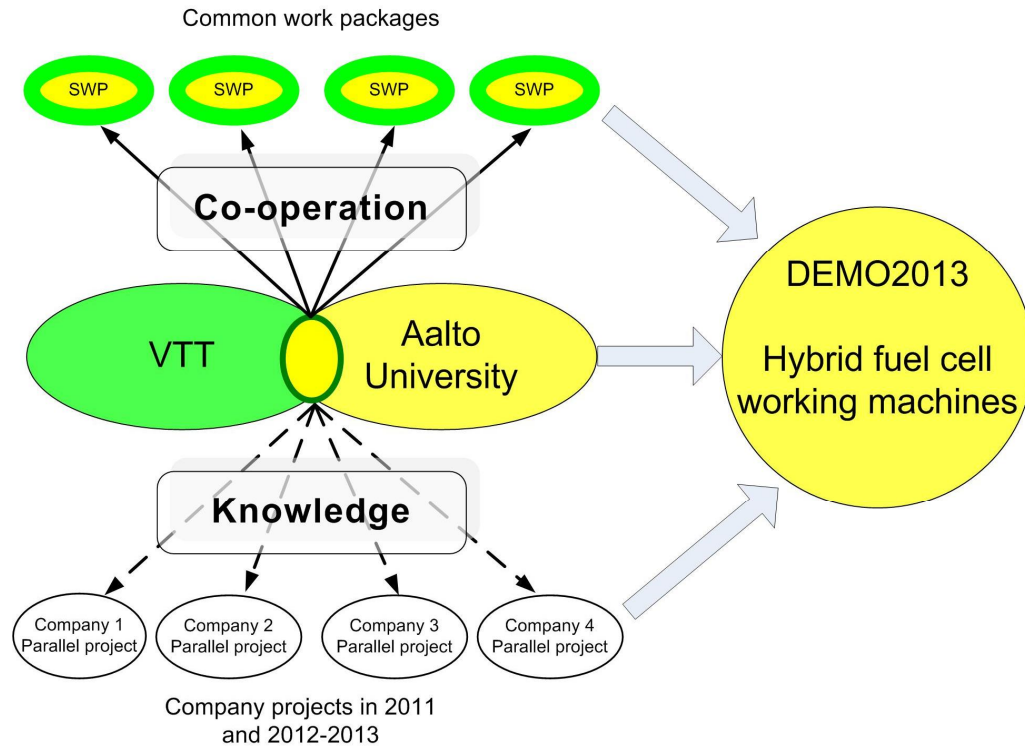 Common work packages
SWP
SWP
SWP
SWP
Co-operation
VTT
Aalto
University
DEMO2013
Hybrid fuel cell
working machines
Knowledge
Company 1
Parallel project
Company 2
Parallel project
Company 3
Parallel project
Company 4
Parallel project
Company projects in 2011
and 2012-2013